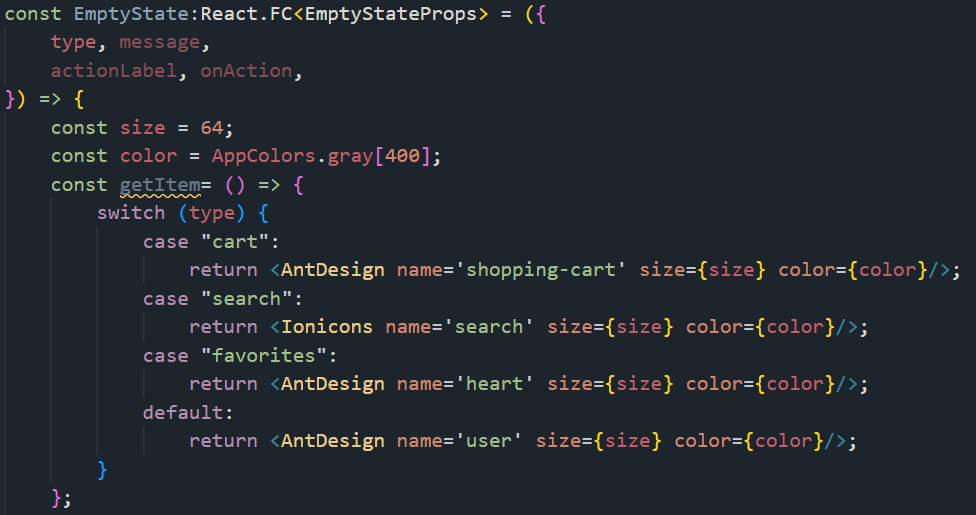 const EmptyState:React.FC<EmptyStateProps> = ({
    type, message,
    actionLabel, onAction,
}) => {
    const size = 64;
    const color = AppColors.gray[400];
    const getItem= () => {
        switch (type) {
            case "cart":
                return <AntDesign name='shopping-cart' size={size} color={color}/>;
            case "search":
                return <Ionicons name='search' size={size} color={color}/>;
            case "favorites":
                return <AntDesign name='heart' size={size} color={color}/>;
            default:
                return <AntDesign name='user' size={size} color={color}/>;
        }
    };